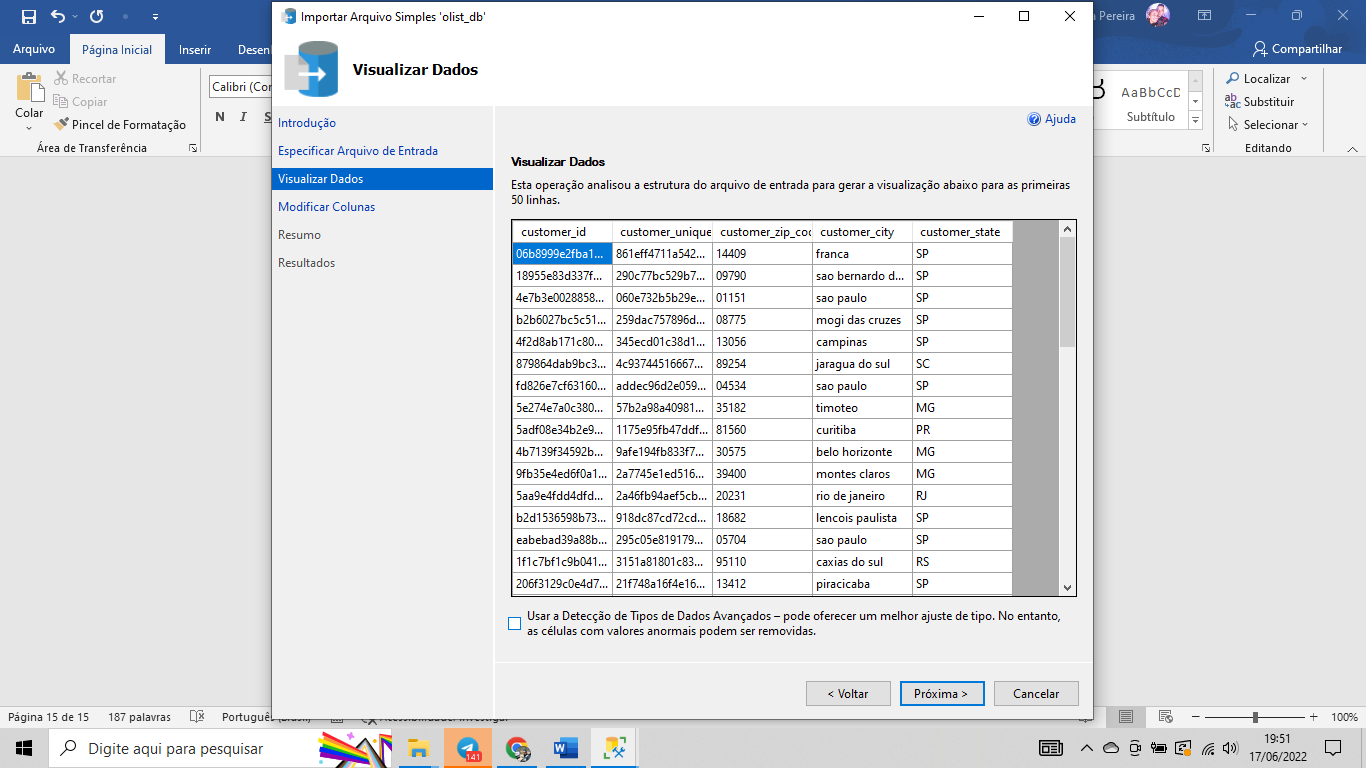 Importar Arquivo Simples 'olist_db'
Pereira
Arquivo
Página Inicial
Inserir
Desen
Compartilhar
Colar
Recortar
Copiar
Pincel de Formatação
Área de Transferência
Calibri (Cor
N I S
AaBbCcD
Subtítulo
Localizar
Substituir
Selecionar
Editando
Visualizar Dados
Introdução
Especificar Arquivo de Entrada
Visualizar Dados
Modificar Colunas
Resumo
Resultados
Ajuda
Visualizar Dados
Esta operação analisou a estrutura do arquivo de entrada para gerar a visualização abaixo para as primeiras
50 linhas.
customer_id customer_unique customer_zip_cod customer_city customer_state
06b8999e2fba1... 861eff4711a542... 14409 franca SP
18955e83d337f... 290c77bc529b7... 09790 sao bernardo d... SP
4e7b3e0028858... 060e732b5b29e... 01151 sao paulo SP
b2b6027bc5c51... 259dac757896d... 08775 mogi das cruzes SP
4f2d8ab171c80... 345ecd01c38d1... 13056 campinas SP
879864dab9bc3... 4c93744516667... 89254 jaragua do sul SC
fd826e7cf63160... addec96d2e059... 04534 sao paulo SP
5e274e7a0c380... 57b2a98a40981... 35182 timoteo MG
5adf08e34b2e9... 1175e95fb47ddf... 81560 curitiba PR
4b7139f34592b... 9afe194fb833f7... 30575 belo horizonte MG
9fb35e4ed6f0a1... 2a7745e1ed516... 39400 montes claros MG
5aa9e4fdd4dfd... 2a46fb94aef5cb... 20231 rio de janeiro RJ
b2d1536598b73... 918dc87cd72cd... 18682 lencois paulista SP
eabebad39a88b... 295c05e819179... 05704 sao paulo SP
1f1c7bf1c9b041... 3151a81801c83... 95110 caxias do sul RS
206f3129c0e4d7... 21f748a16f4e16... 13412 piracicaba SP
Usar a Detecção de Tipos de Dados Avançados – pode oferecer um melhor ajuste de tipo. No entanto,
as células com valores anormais podem ser removidas.
< Voltar
Próxima >
Cancelar
Página 15 de 15
187 palavras
100%
Digite aqui para pesquisar
141
19:51
17/06/2022